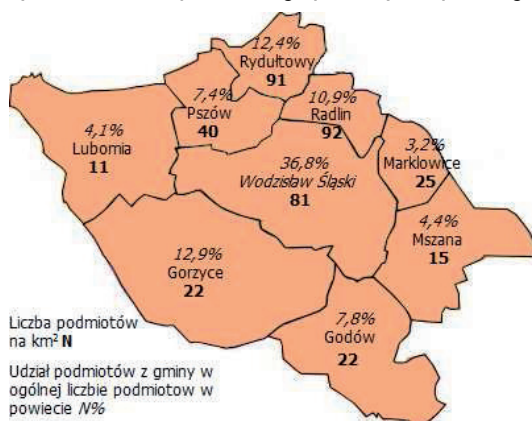 12,4%
Rydułtowy
91
7,4%
Pszów
40
10,9%
Radlin
92
4,1%
Lubomia
11
3,2%
Marklowice
25
36,8%
Wodzisław Śląski
81
4,4%
Mszana
15
12,9%
Gorzyce
22
7,8%
Godów
22
Liczba podmiotów
na km² N
Udział podmiotów z gminy w
ogólnej liczbie podmiotow w
powiecie N%